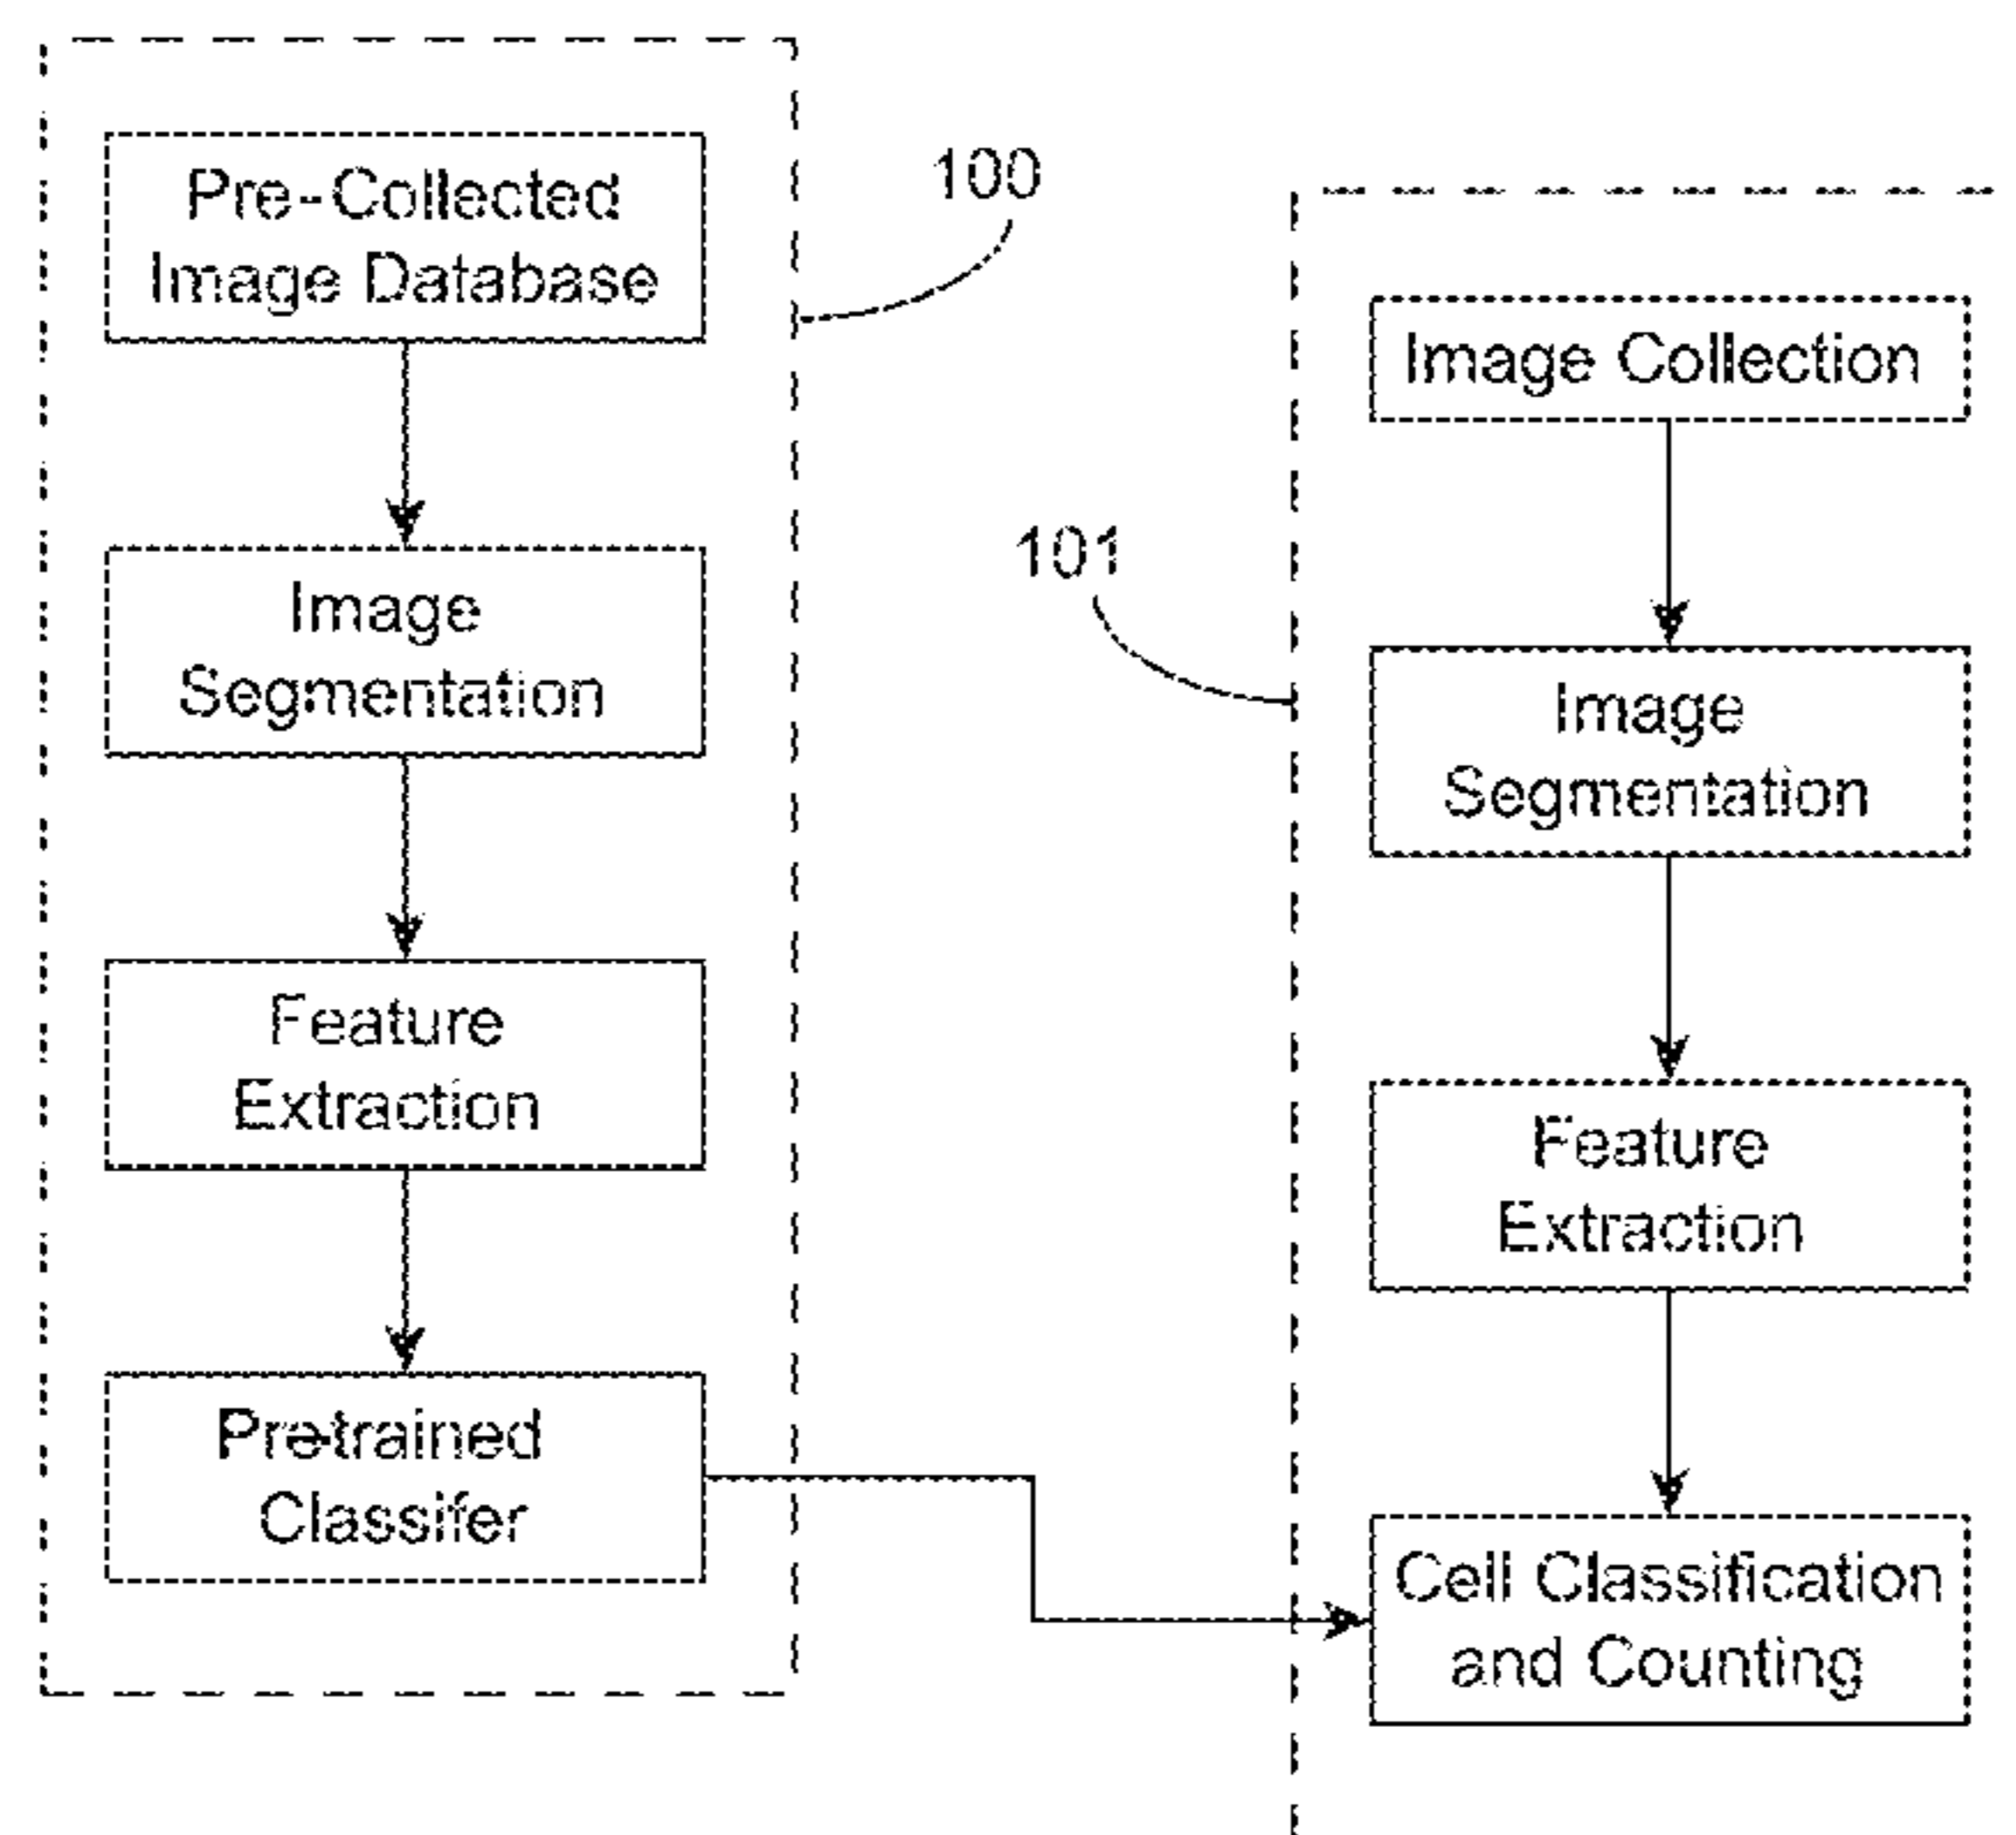 Pre-Collected
Image Database
Image
Segmentation
Feature
Extraction
Pretrained
Classifer
100
101
Image Collection
Image
Segmentation
Feature
Extraction
Cell Classification
and Counting